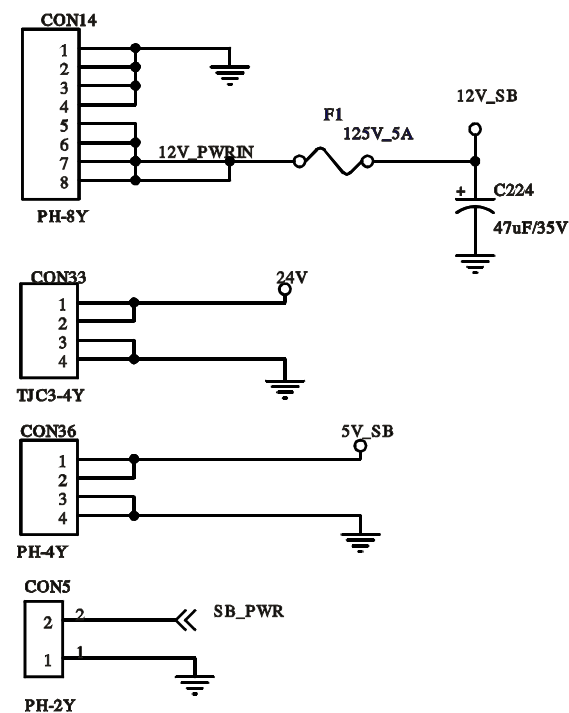 CON14
1
2
3
4
5
6
7
8
PH-8Y
12V_PWRIN
F1
125V_5A
12V_SB
+
C224
47uF/35V
CON33
1
2
3
4
TJC3-4Y
24V
CON36
1
2
3
4
PH-4Y
5V_SB
CON5
2 2
1 1
PH-2Y
SB_PWR